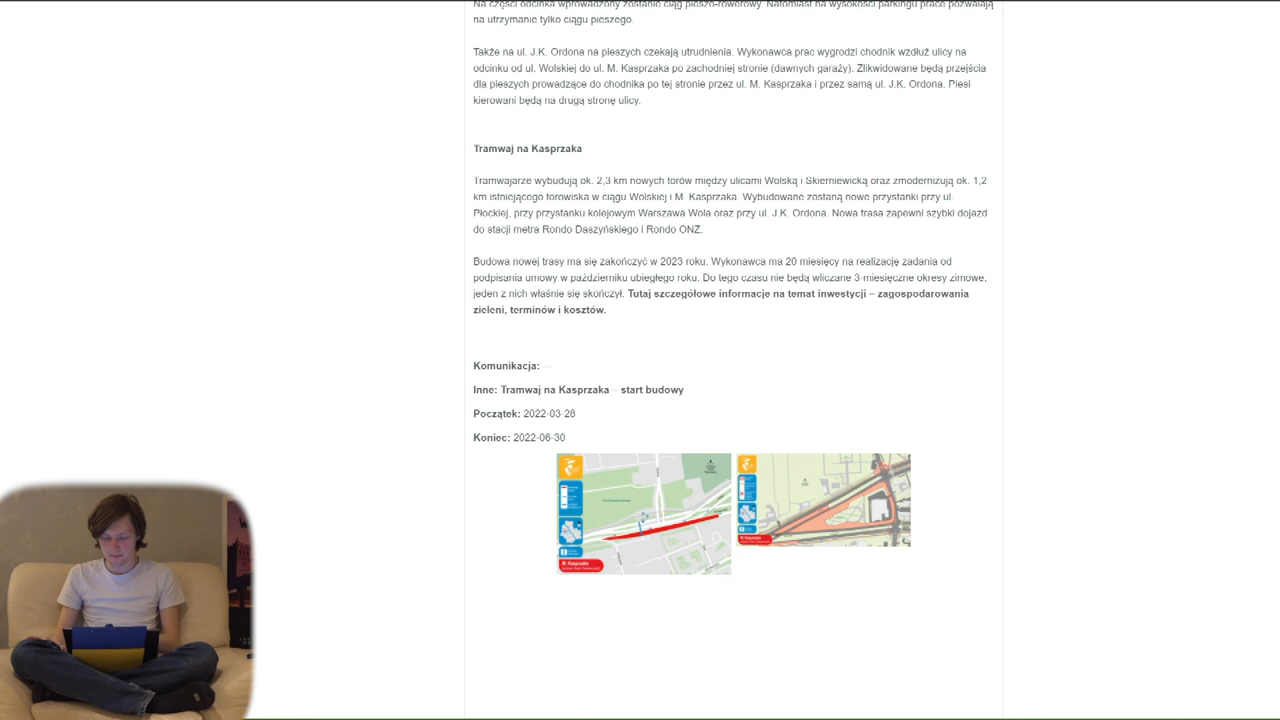 Na części odcinka wprowadzony zostanie ciąg pieszo-rowerowy. Natomiast na wysokości parkingu prace pozwalają
na utrzymanie tylko ciągu pieszego.
Także na ul. J.K. Ordona na pieszych czekają utrudnienia. Wykonawca prac wygrodzi chodnik wzdłuż ulicy na
odcinku od ul. Wolskiej do ul. M. Kasprzaka po zachodniej stronie (dawnych garaży). Zlikwidowane będą przejścia
dla pieszych prowadzące do chodnika po tej stronie przez ul. M. Kasprzaka i przez samą ul. J.K. Ordona. Piesi
kierowani będą na drugą stronę ulicy.
Tramwaj na Kasprzaka
Tramwajarze wybudują ok. 2,3 km nowych torów między ulicami Wolską i Skierniewicką oraz zmodernizują ok. 1,2
km istniejącego torowiska w ciągu Wolskiej i M. Kasprzaka. Wybudowane zostaną nowe przystanki przy ul.
Płockiej, przy przystanku kolejowym Warszawa Wola oraz przy ul. J.K. Ordona. Nowa trasa zapewni szybki dojazd
do stacji metra Rondo Daszyńskiego i Rondo ONZ.
Budowa nowej trasy ma się zakończyć w 2023 roku. Wykonawca ma 20 miesięcy na realizację zadania od
podpisania umowy w październiku ubiegłego roku. Do tego czasu nie będą wliczane 3-miesięczne okresy zimowe,
jeden z nich właśnie się skończył. Tutaj szczegółowe informacje na temat inwestycji – zagospodarowania
zieleni, terminów i kosztów.
Komunikacja: —
Inne: Tramwaj na Kasprzaka – start budowy
Początek: 2022-03-28
Koniec: 2022-06-30
M. Kasprzaka
M. Kasprzaka